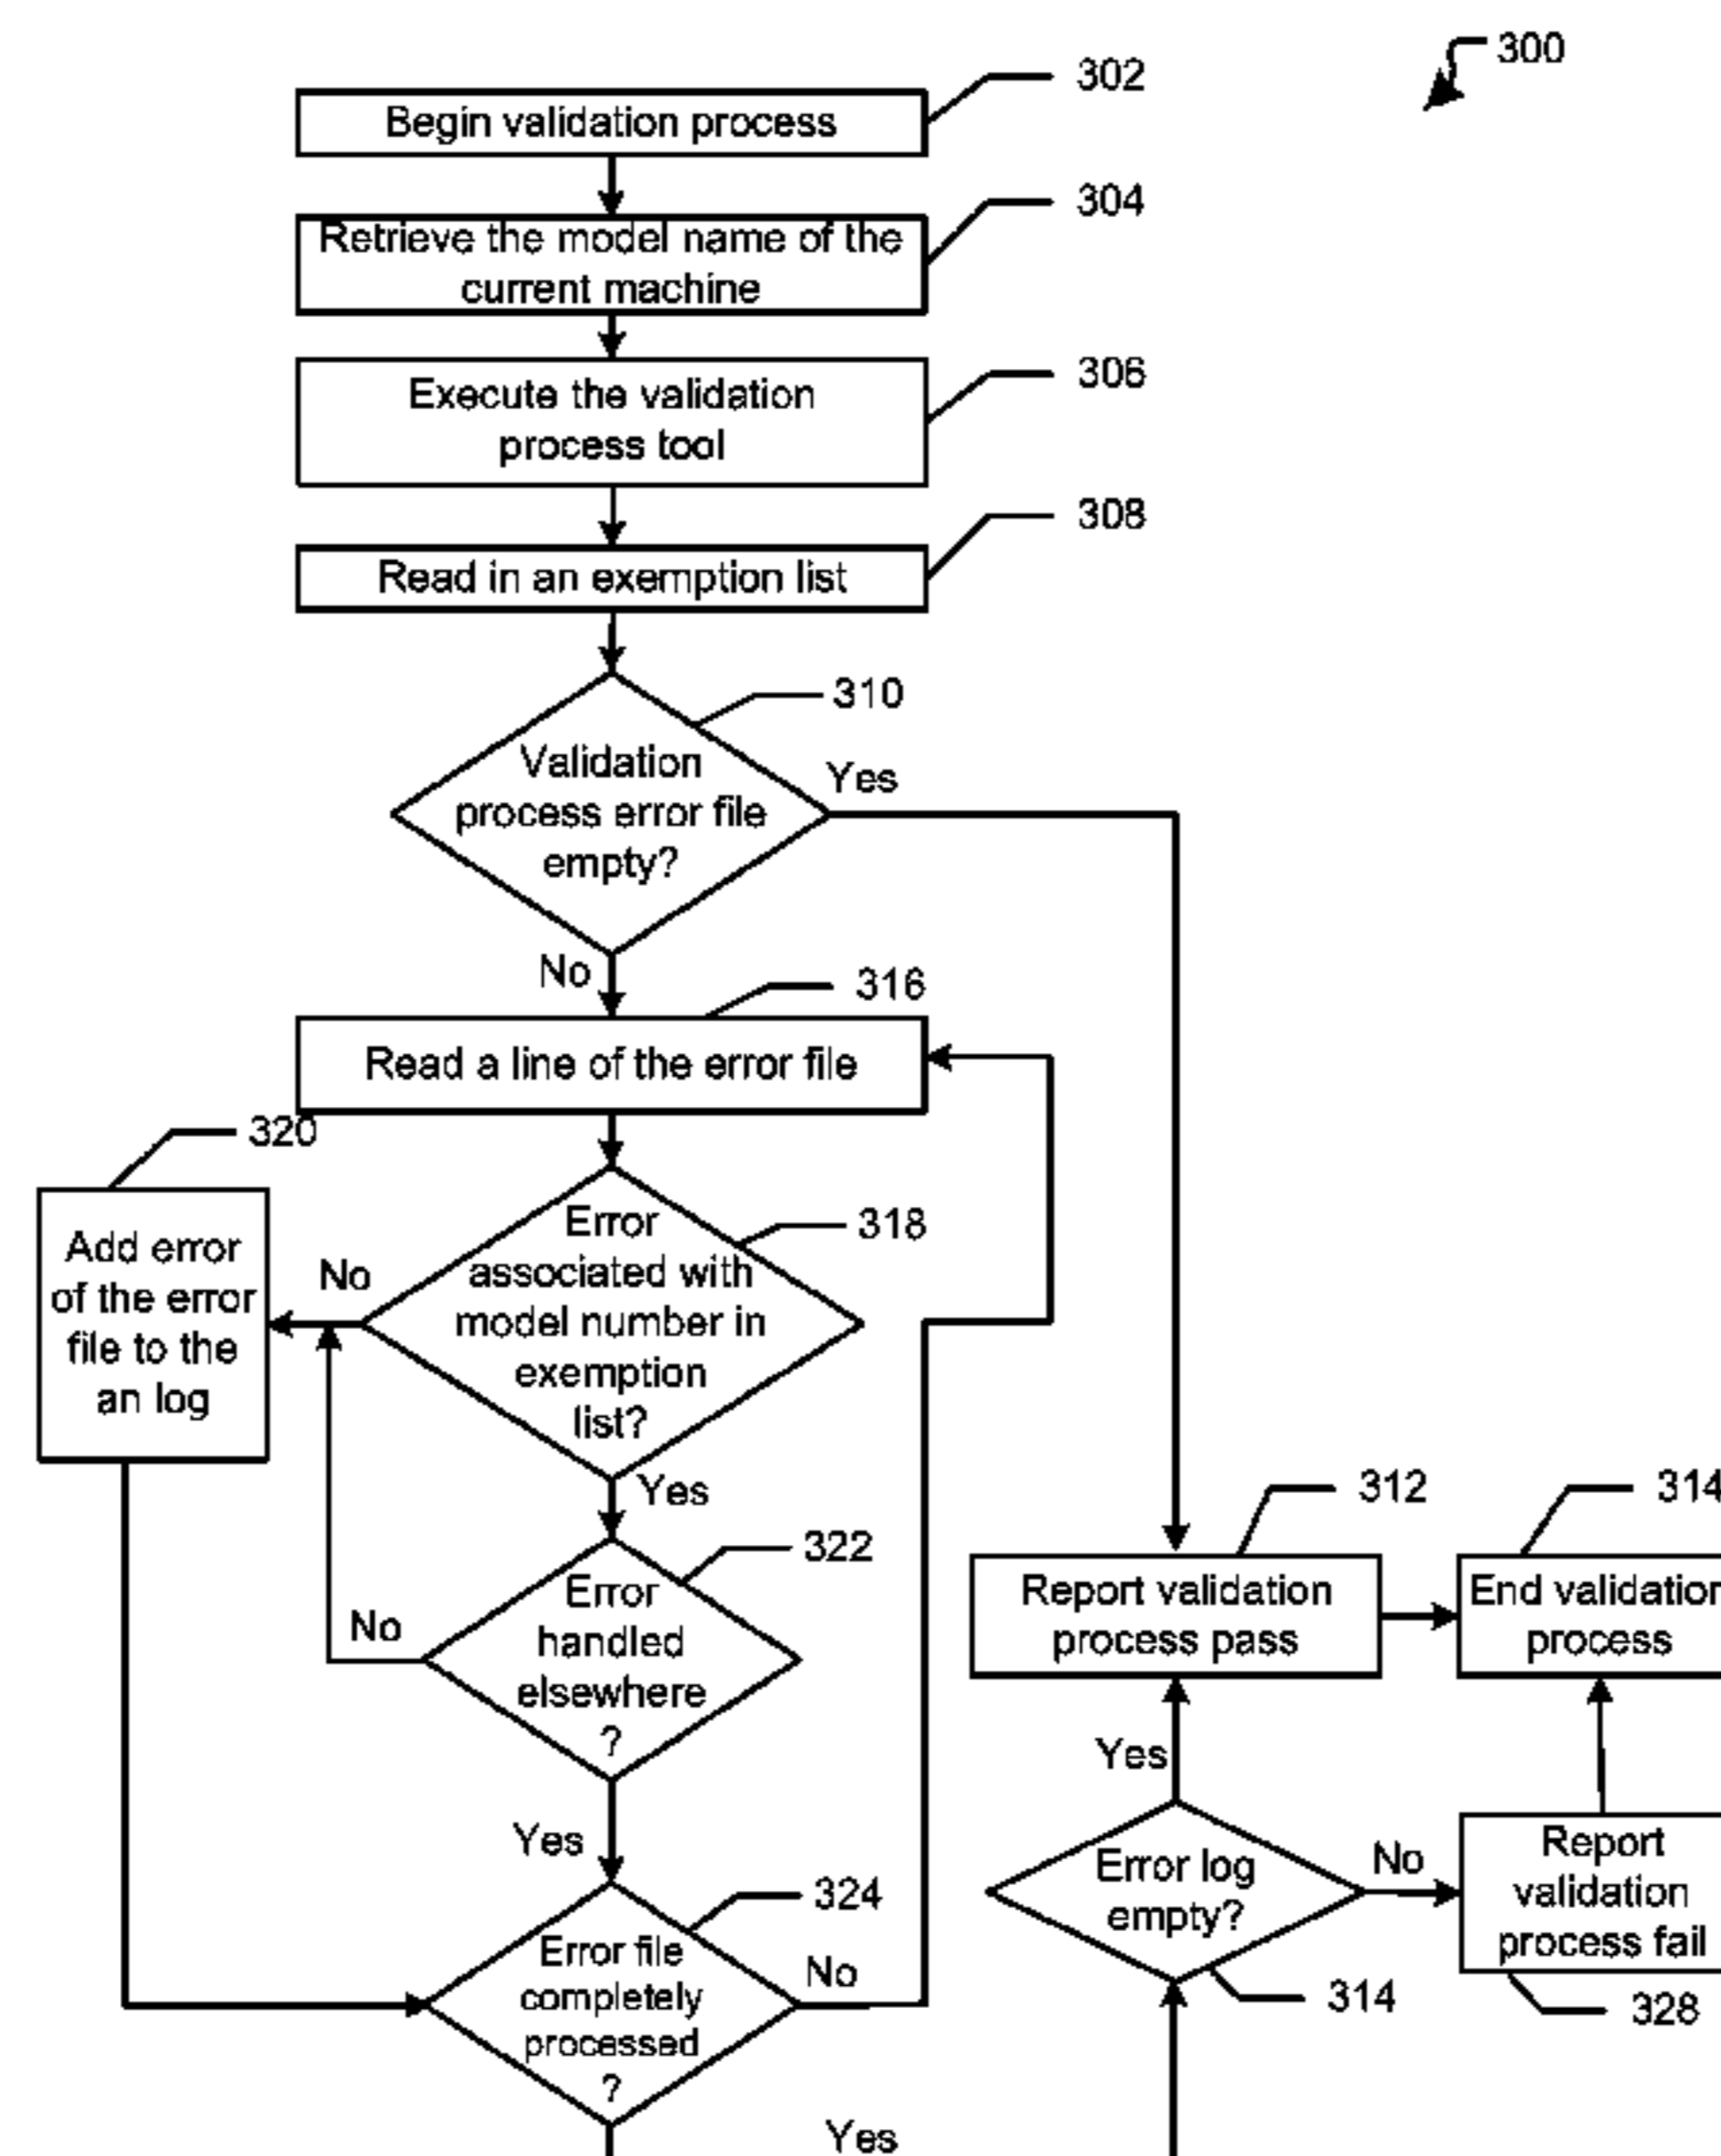 300
302
Begin validation process
304
Retrieve the model name of the
current machine
306
Execute the validation
process tool
308
Read in an exemption list
310
Validation
process error file
empty?
Yes
No
316
Read a line of the error file
320
Add error
of the error
file to the
an log
318
Error
associated with
model number in
exemption
list?
No
Yes
322
Error
handled
elsewhere
?
No
Yes
324
Error file
completely
processed
?
No
Yes
312
Report validation
process pass
314
End validation
process
Yes
Error log
empty?
314
No
Report
validation
process fail
328